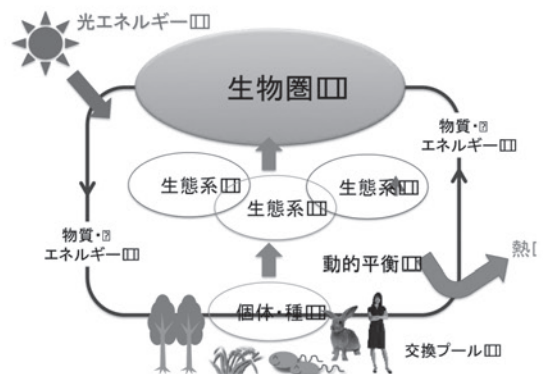 光エネルギー
生物圏
物質・
エネルギー
生態系
生態系
生態系
物質・
エネルギー
動的平衡
熱
個体・種
交換プール